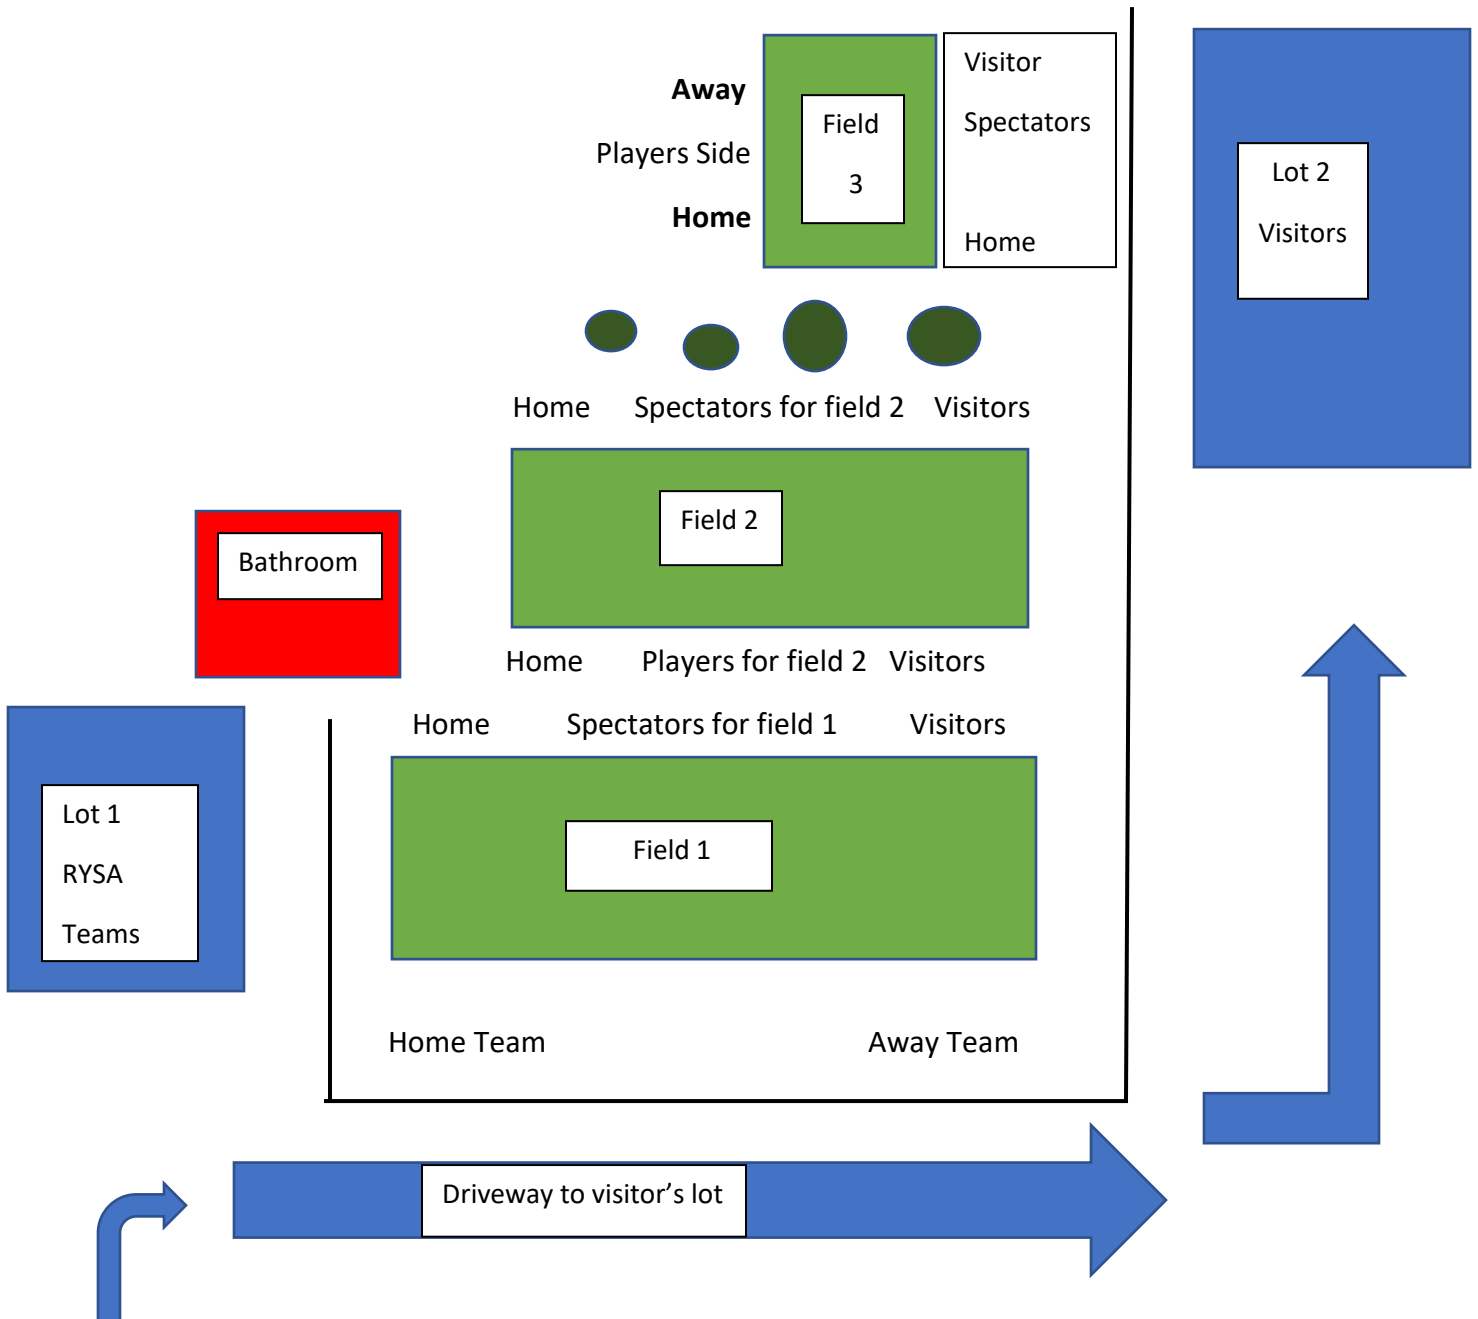 Away
Players Side
Home
Field
3
Visitor
Spectators
Home
Lot 2
Visitors
Home Spectators for field 2 Visitors
Field 2
Bathroom
Home Players for field 2 Visitors
Home Spectators for field 1 Visitors
Lot 1
RYSA
Teams
Field 1
Home Team Away Team
Driveway to visitor’s lot